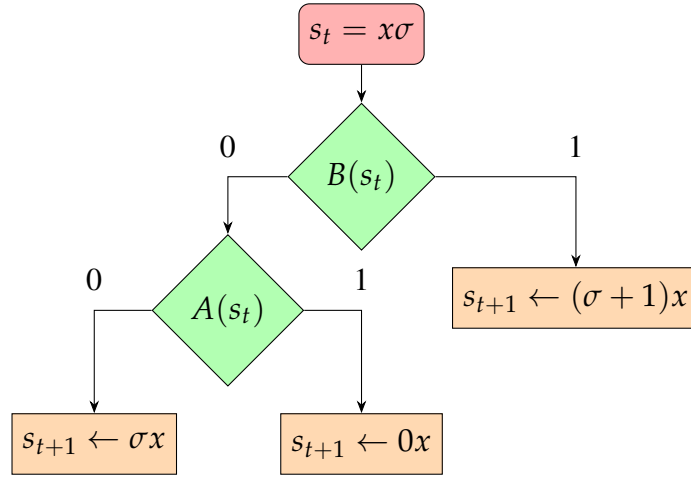 s_t = xσ
0
1
B(s_t)
0
1
A(s_t)
s_{t+1} ← (σ + 1)x
s_{t+1} ← σx
s_{t+1} ← 0x